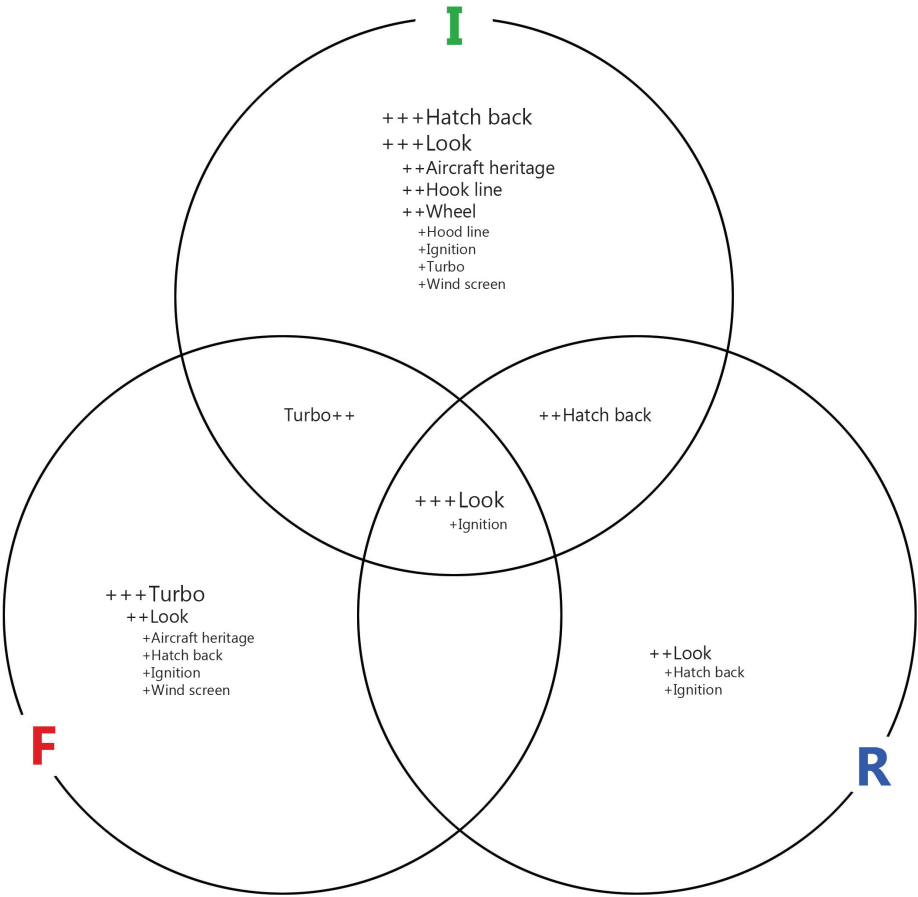 I
+++Hatch back
+++Look
++Aircraft heritage
++Hook line
++Wheel
+Hood line
+Ignition
+Turbo
+Wind screen
Turbo++
++Hatch back
+++Look
+Ignition
+++Turbo
++Look
+Aircraft heritage
+Hatch back
+Ignition
+Wind screen
++Look
+Hatch back
+Ignition
F
R